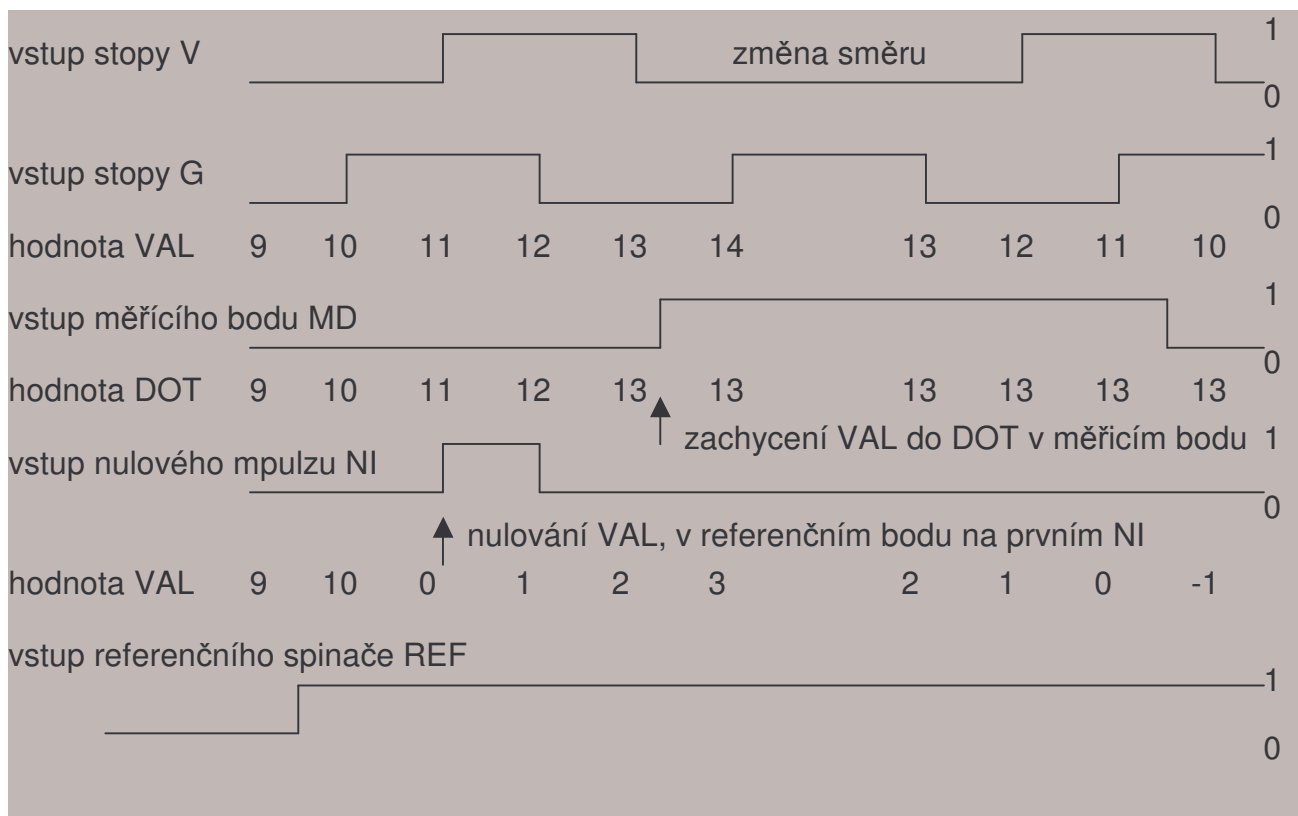 vstup stopy V změna směru 1
0
vstup stopy G 1
0
hodnota VAL 9 10 11 12 13 14 13 12 11 10
vstup měřícího bodu MD 1
0
hodnota DOT 9 10 11 12 13 13 13 13 13 13
zachycení VAL do DOT v měřicím bodu 1
vstup nulového mpulzu NI
0
nulování VAL, v referenčním bodu na prvním NI
hodnota VAL 9 10 0 1 2 3 2 1 0 -1
vstup referenčního spinače REF
1
0